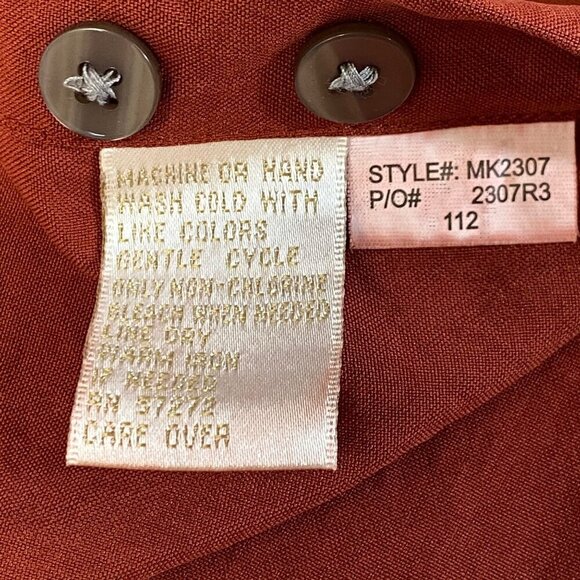 MACHINE OR HAND
WASH COLD WITH
LIKE COLORS
GENTLE CYCLE
ONLY NON-CHLORINE
BLEACH WHEN NEEDED
LINE DRY
WARM IRON
IF NEEDED
RN 97272
CARE OVER
STYLE#: MK2307
P/O# 2307R3
112